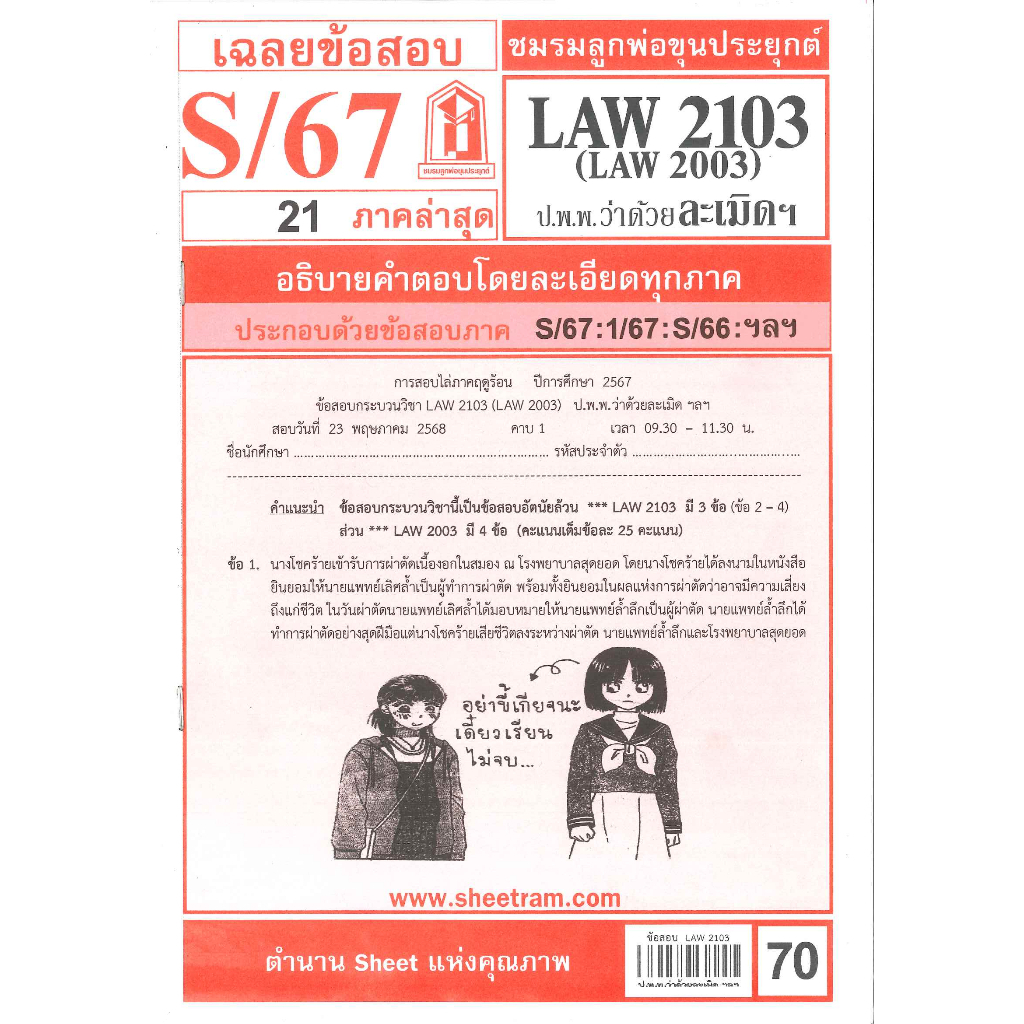 เฉลยข้อสอบ
ชมรมลูกพ่อขุนประยุกต์
S/67
ชมรมลูกพ่อขุนประยุกต์
LAW 2103
(LAW 2003)
ป.พ.พ.ว่าด้วยละเมิดฯ
21 ภาคล่าสุด
อธิบายคำตอบโดยละเอียดทุกภาค
ประกอบด้วยข้อสอบภาค S/67:1/67:S/66:ฯลฯ
การสอบไล่ภาคฤดูร้อน ปีการศึกษา 2567
ข้อสอบกระบวนวิชา LAW 2103 (LAW 2003) ป.พ.พ.ว่าด้วยละเมิด ฯลฯ
สอบวันที่ 23 พฤษภาคม 2568 คาบ 1 เวลา 09.30 – 11.30 น.
ชื่อนักศึกษา ........................................................ รหัสประจำตัว .......................................
คำแนะนำ ข้อสอบกระบวนวิชานี้เป็นข้อสอบอัตนัยล้วน *** LAW 2103 มี 3 ข้อ (ข้อ 2 – 4)
ส่วน *** LAW 2003 มี 4 ข้อ (คะแนนเต็มข้อละ 25 คะแนน)
ข้อ 1. นางโชคร้ายเข้ารับการผ่าตัดเนื้องอกในสมอง ณ โรงพยาบาลสุดยอด โดยนางโชคร้ายได้ลงนามในหนังสือ
ยินยอมให้นายแพทย์เลิศล้ำเป็นผู้ทำการผ่าตัด พร้อมทั้งยินยอมในผลแห่งการผ่าตัดว่าอาจมีความเสี่ยง
ถึงแก่ชีวิต ในวันผ่าตัดนายแพทย์เลิศล้ำได้มอบหมายให้นายแพทย์ล้ำลึกเป็นผู้ผ่าตัด นายแพทย์ล้ำลึกได้
ทำการผ่าตัดอย่างสุดฝีมือแต่นางโชคร้ายเสียชีวิตลงระหว่างผ่าตัด นายแพทย์ล้ำลึกและโรงพยาบาลสุดยอด
อย่าขี้เกียจนะ
เดี๋ยวเรียน
ไม่จบ...
www.sheetram.com
ตำนาน Sheet แห่งคุณภาพ
ข้อสอบ LAW 2103
ป.พ.พ.ว่าด้วยละเมิด ฯลฯ
70